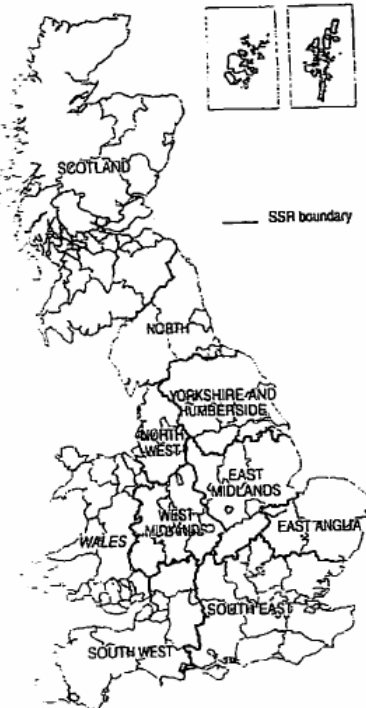 SCOTLAND
SSR boundary
NORTH
YORKSHIRE AND
HUMBERSIDE
NORTH
WEST
EAST
MIDLANDS
WEST
MIDLANDS
EAST ANGLIA
WALES
SOUTH EAST
SOUTH WEST